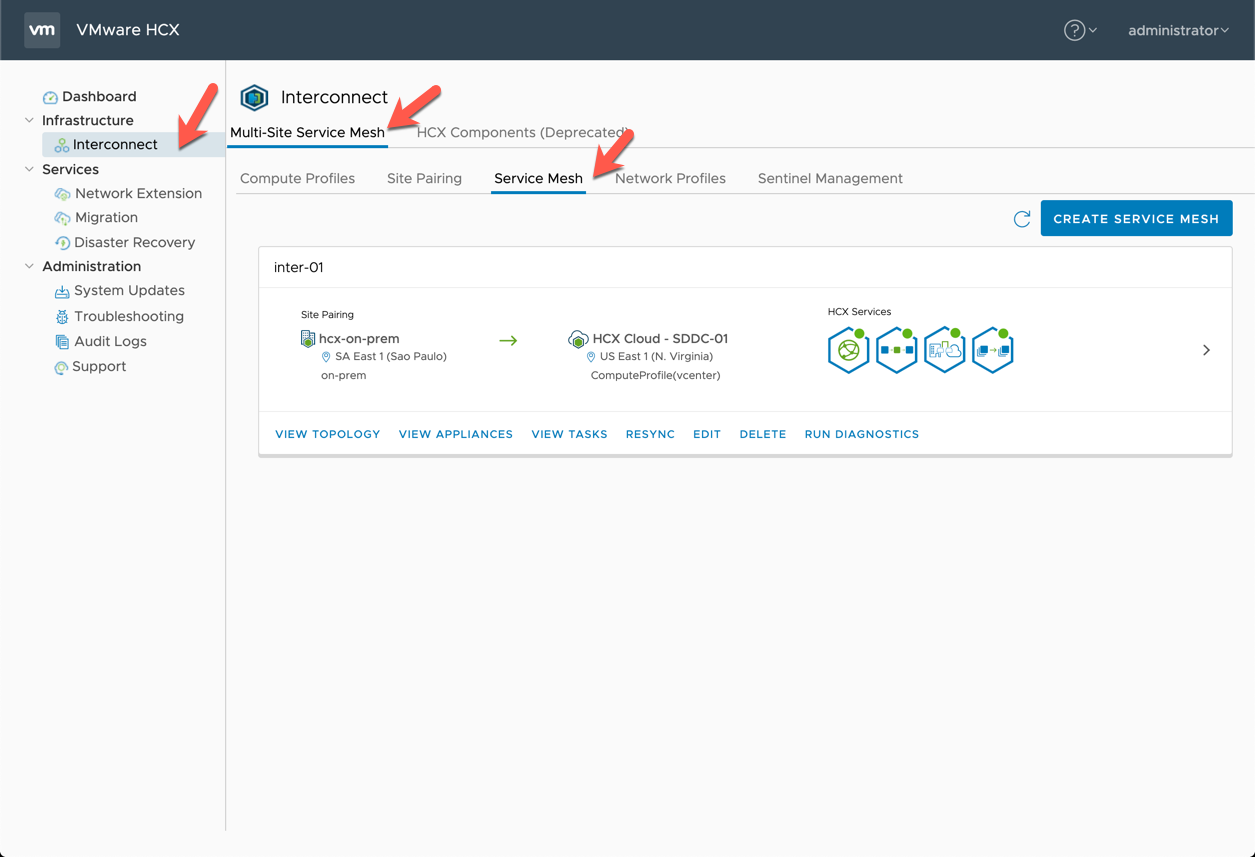 vm VMware HCX
? administrator
Dashboard
Infrastructure
Interconnect
Services
Network Extension
Migration
Disaster Recovery
Administration
System Updates
Troubleshooting
Audit Logs
Support
Interconnect
Multi-Site Service Mesh HCX Components (Deprecated)
Compute Profiles Site Pairing Service Mesh Network Profiles Sentinel Management
CREATE SERVICE MESH
inter-01
Site Pairing
hcx-on-prem
SA East 1 (Sao Paulo)
on-prem
HCX Cloud - SDDC-01
US East 1 (N. Virginia)
ComputeProfile(vcenter)
HCX Services
VIEW TOPOLOGY VIEW APPLIANCES VIEW TASKS RESYNC EDIT DELETE RUN DIAGNOSTICS